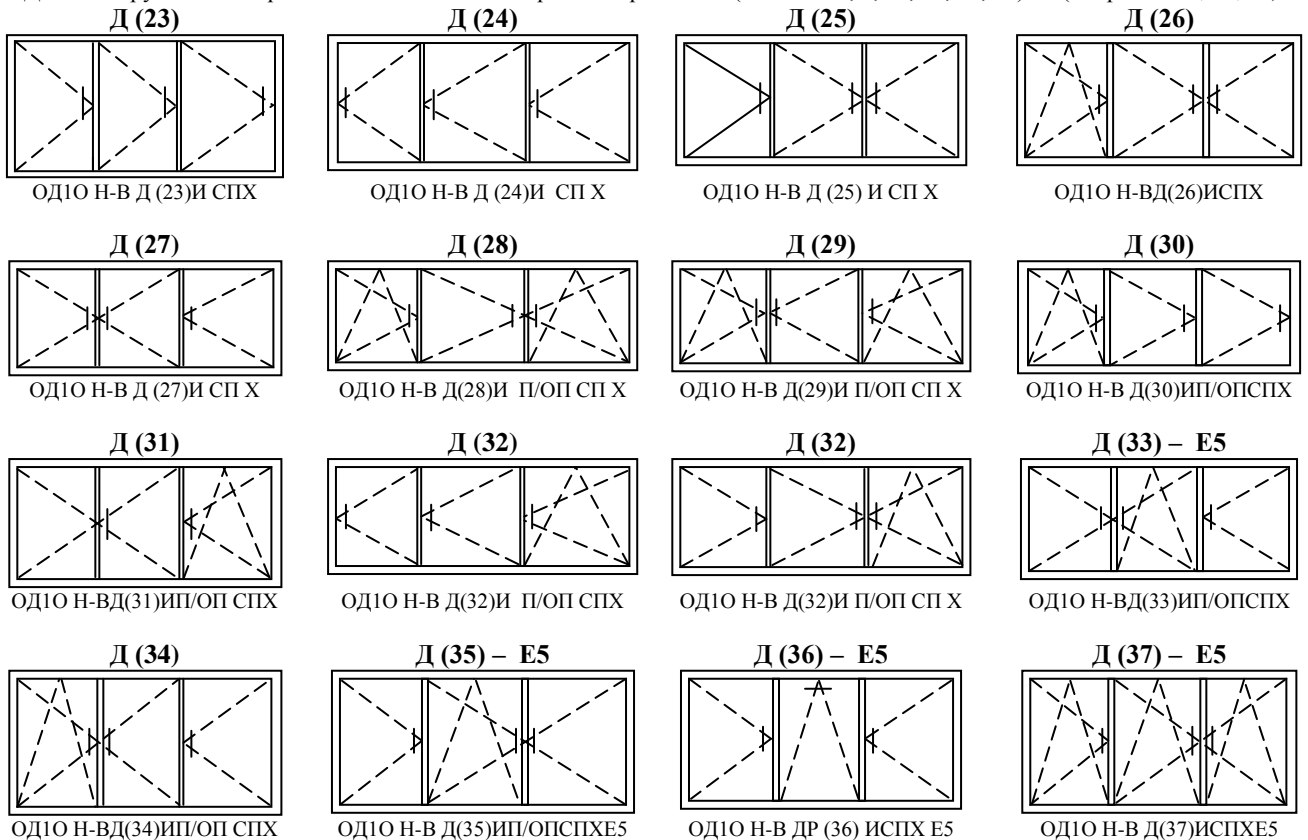 Д (23) Д (24) Д (25) Д (26)
ОД1О Н-В Д (23)И СПХ ОД1О Н-В Д (24)И СП Х ОД1О Н-В Д (25) И СП Х ОД1О Н-ВД(26)ИСПХ
Д (27) Д (28) Д (29) Д (30)
ОД1О Н-В Д (27)И СП Х ОД1О Н-В Д(28)И П/ОП СП Х ОД1О Н-В Д(29)И П/ОП СП Х ОД1О Н-В Д(30)ИП/ОПСПХ
Д (31) Д (32) Д (32) Д (33) – Е5
ОД1О Н-ВД(31)ИП/ОП СПХ ОД1О Н-В Д(32)И П/ОП СПХ ОД1О Н-В Д(32)И П/ОП СП Х ОД1О Н-ВД(33)ИП/ОПСПХ
Д (34) Д (35) – Е5 Д (36) – Е5 Д (37) – Е5
ОД1О Н-ВД(34)ИП/ОП СПХ ОД1О Н-В Д(35)ИП/ОПСПХЕ5 ОД1О Н-В ДР (36) ИСПХ Е5 ОД1О Н-В Д(37)ИСПХЕ5